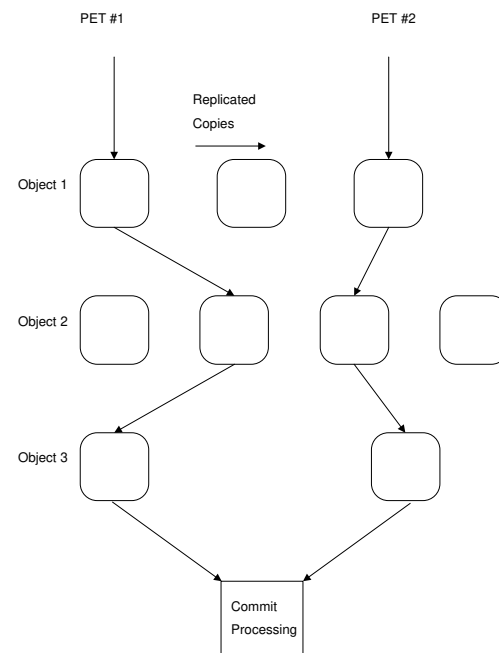 PET #1
PET #2
Replicated
Copies
Object 1
Object 2
Object 3
Commit
Processing